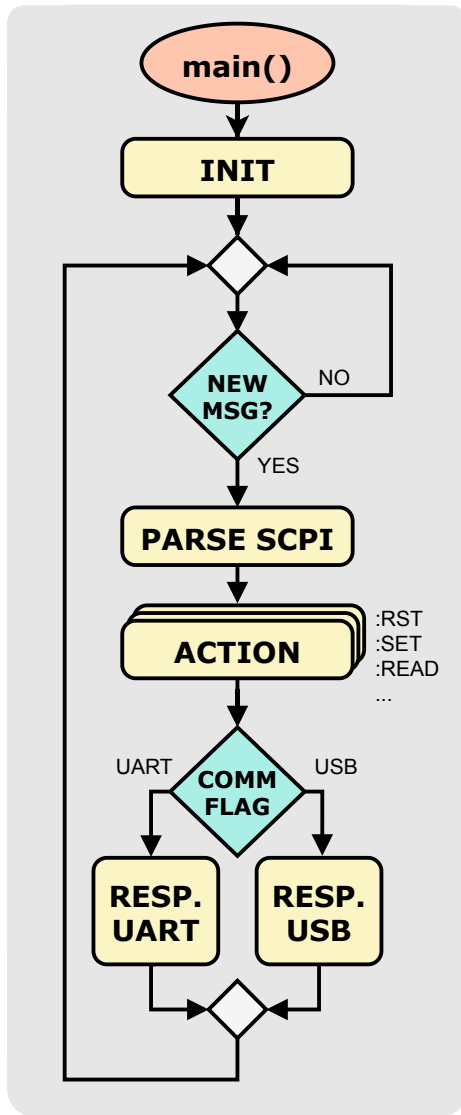 main()
INIT
NEW
MSG?
NO
YES
PARSE SCPI
ACTION
:RST
:SET
:READ
...
UART
COMM
FLAG
USB
RESP.
UART
RESP.
USB